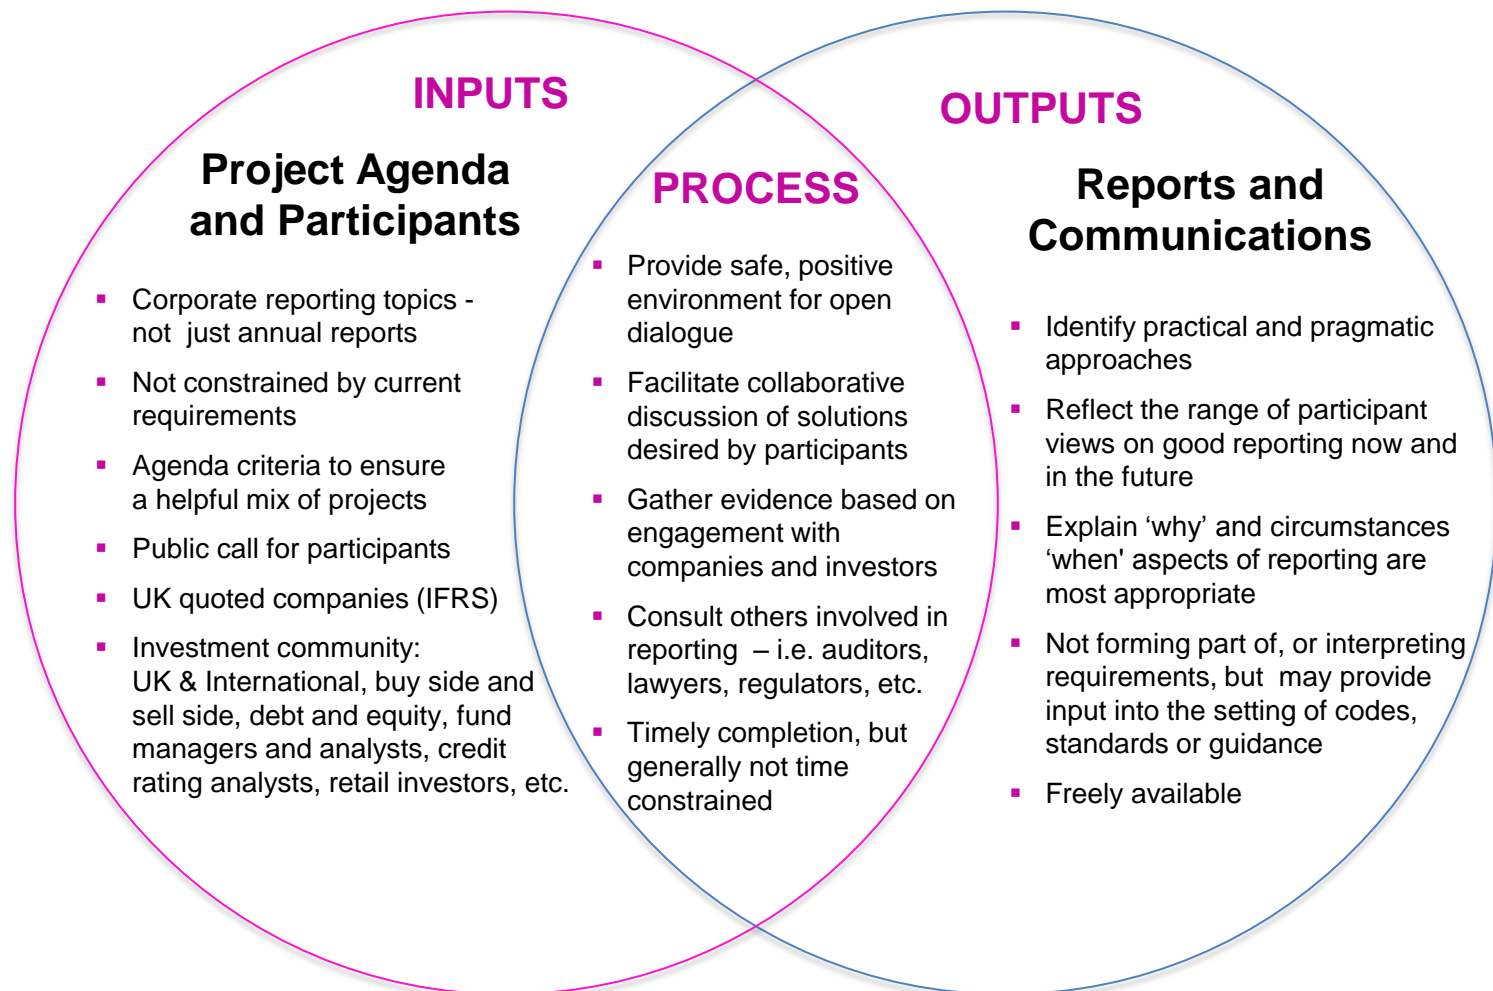 INPUTS
Project Agenda
and Participants
▪ Corporate reporting topics -
not  just annual reports
▪ Not constrained by current
requirements
▪ Agenda criteria to ensure
a helpful mix of projects
▪ Public call for participants
▪ UK quoted companies (IFRS)
▪ Investment community:
UK & International, buy side and
sell side, debt and equity, fund
managers and analysts, credit
rating analysts, retail investors, etc.
PROCESS
▪ Provide safe, positive
environment for open
dialogue
▪ Facilitate collaborative
discussion of solutions
desired by participants
▪ Gather evidence based on
engagement with
companies and investors
▪ Consult others involved in
reporting  – i.e. auditors,
lawyers, regulators, etc.
▪ Timely completion, but
generally not time
constrained
OUTPUTS
Reports and
Communications
▪ Identify practical and pragmatic
approaches
▪ Reflect the range of participant
views on good reporting now and
in the future
▪ Explain ‘why’ and circumstances
‘when' aspects of reporting are
most appropriate
▪ Not forming part of, or interpreting
requirements, but  may provide
input into the setting of codes,
standards or guidance
▪ Freely available